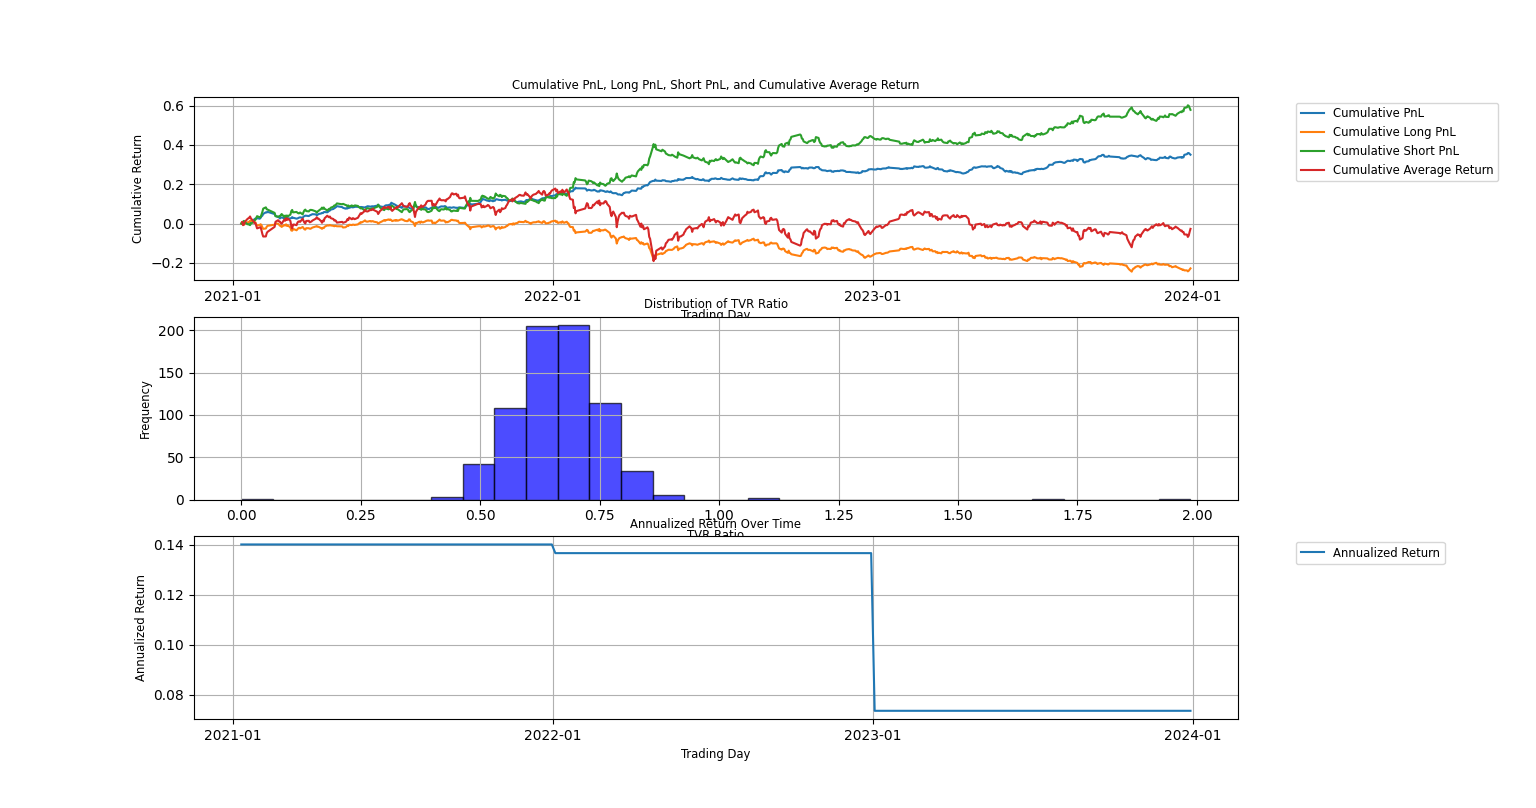 Cumulative PnL, Long PnL, Short PnL, and Cumulative Average Return
Cumulative Return
0.6
0.4
0.2
0.0
−0.2
2021-01 2022-01 2023-01 2024-01
Trading Day
Cumulative PnL
Cumulative Long PnL
Cumulative Short PnL
Cumulative Average Return
Distribution of TVR Ratio
Frequency
200
150
100
50
0
0.00 0.25 0.50 0.75 1.00 1.25 1.50 1.75 2.00
TVR Ratio
Annualized Return Over Time
Annualized Return
0.14
0.12
0.10
0.08
2021-01 2022-01 2023-01 2024-01
Trading Day
Annualized Return